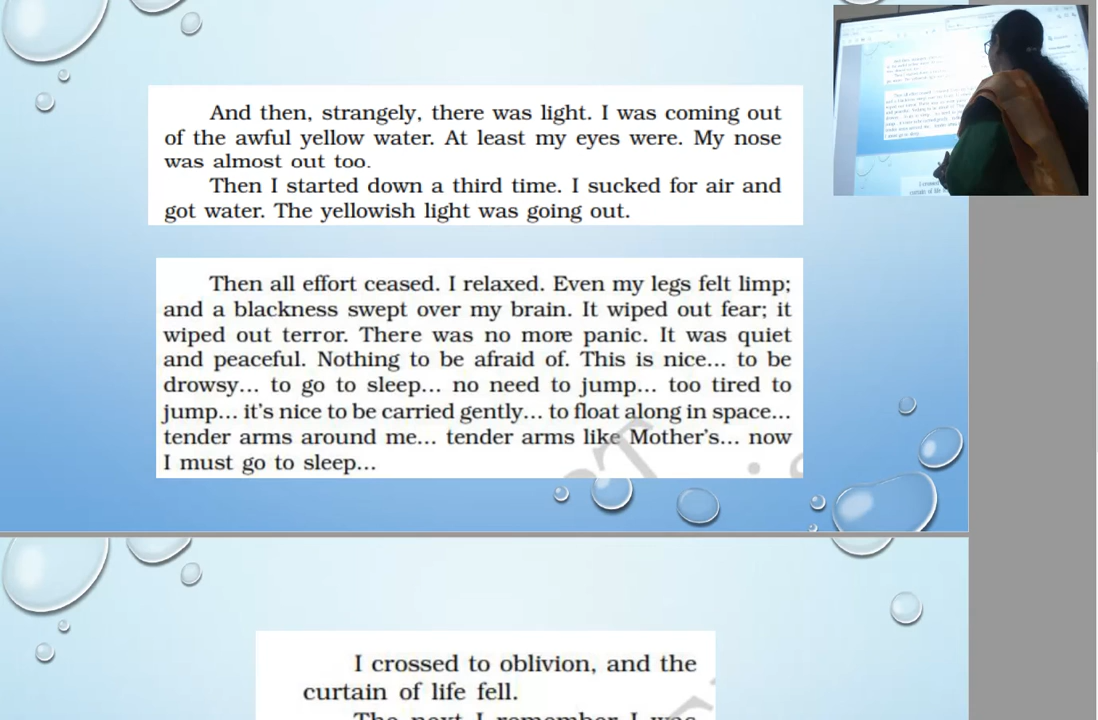 And then, strangely, there was light. I was coming out
of the awful yellow water. At least my eyes were. My nose
was almost out too.
Then I started down a third time. I sucked for air and
got water. The yellowish light was going out.
Then all effort ceased. I relaxed. Even my legs felt limp;
and a blackness swept over my brain. It wiped out fear; it
wiped out terror. There was no more panic. It was quiet
and peaceful. Nothing to be afraid of. This is nice... to be
drowsy... to go to sleep... no need to jump... too tired to
jump... it's nice to be carried gently... to float along in space...
tender arms around me... tender arms like Mother's... now
I must go to sleep...
I crossed to oblivion, and the
curtain of life fell.
The next I remember I was